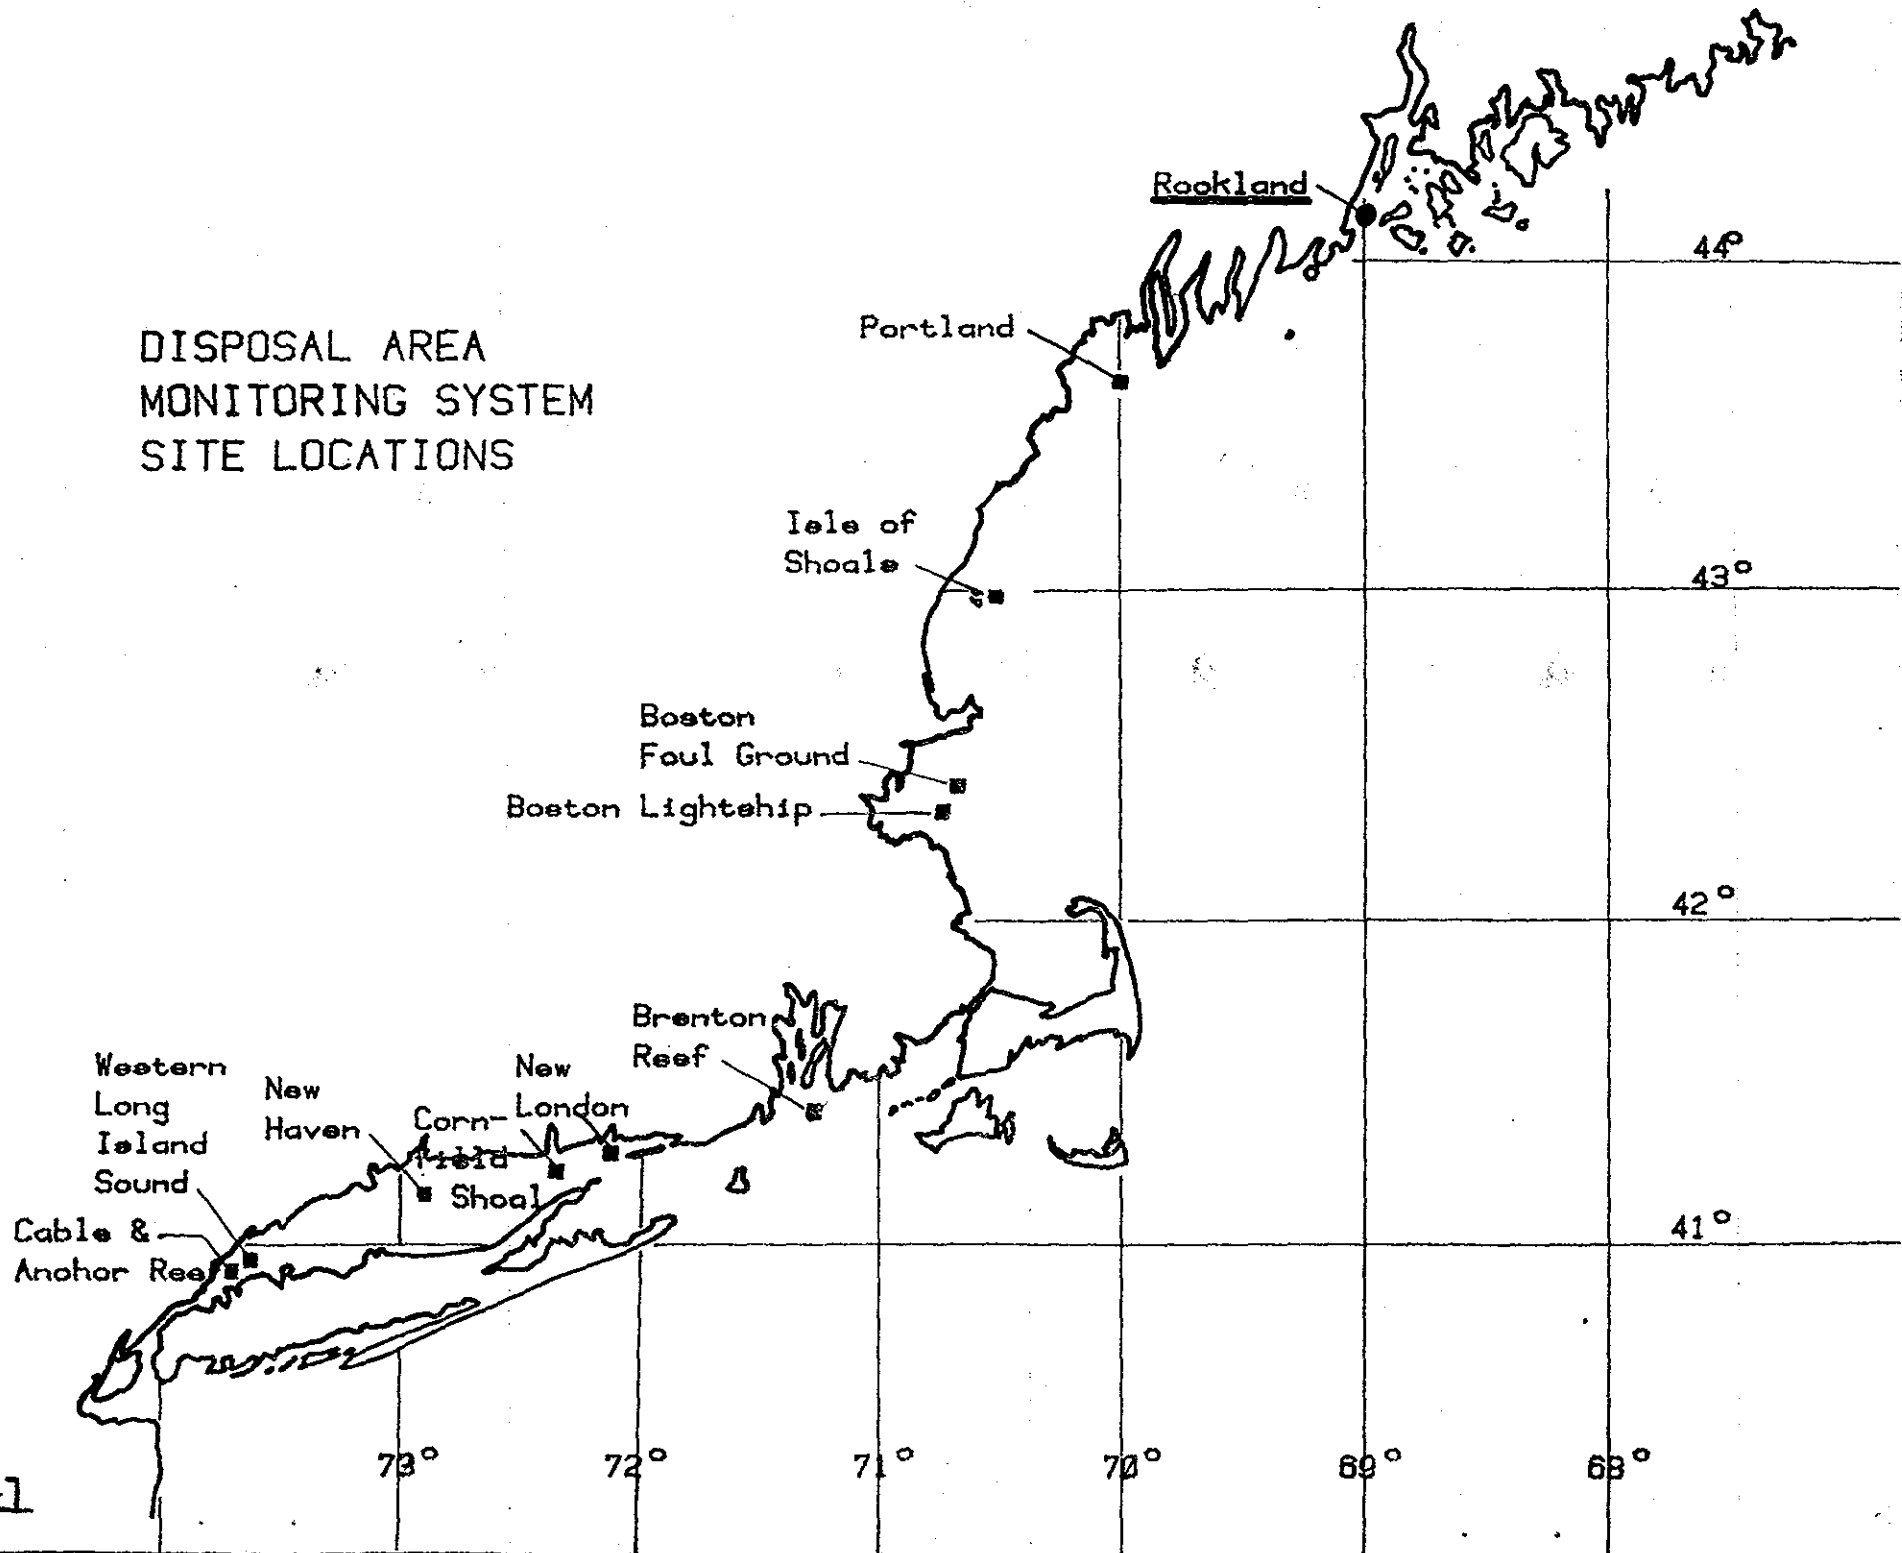 DISPOSAL AREA
MONITORING SYSTEM
SITE LOCATIONS
Rockland
44°
Portland
Isle of
Shoals
43°
Boston
Foul Ground
Boston Lightship
42°
Brenton
Reef
New
London
Corn-
field
Shoal
New
Haven
Western
Long
Island
Sound
Cable &
Anchor Reef
41°
73°
72°
71°
70°
69°
68°